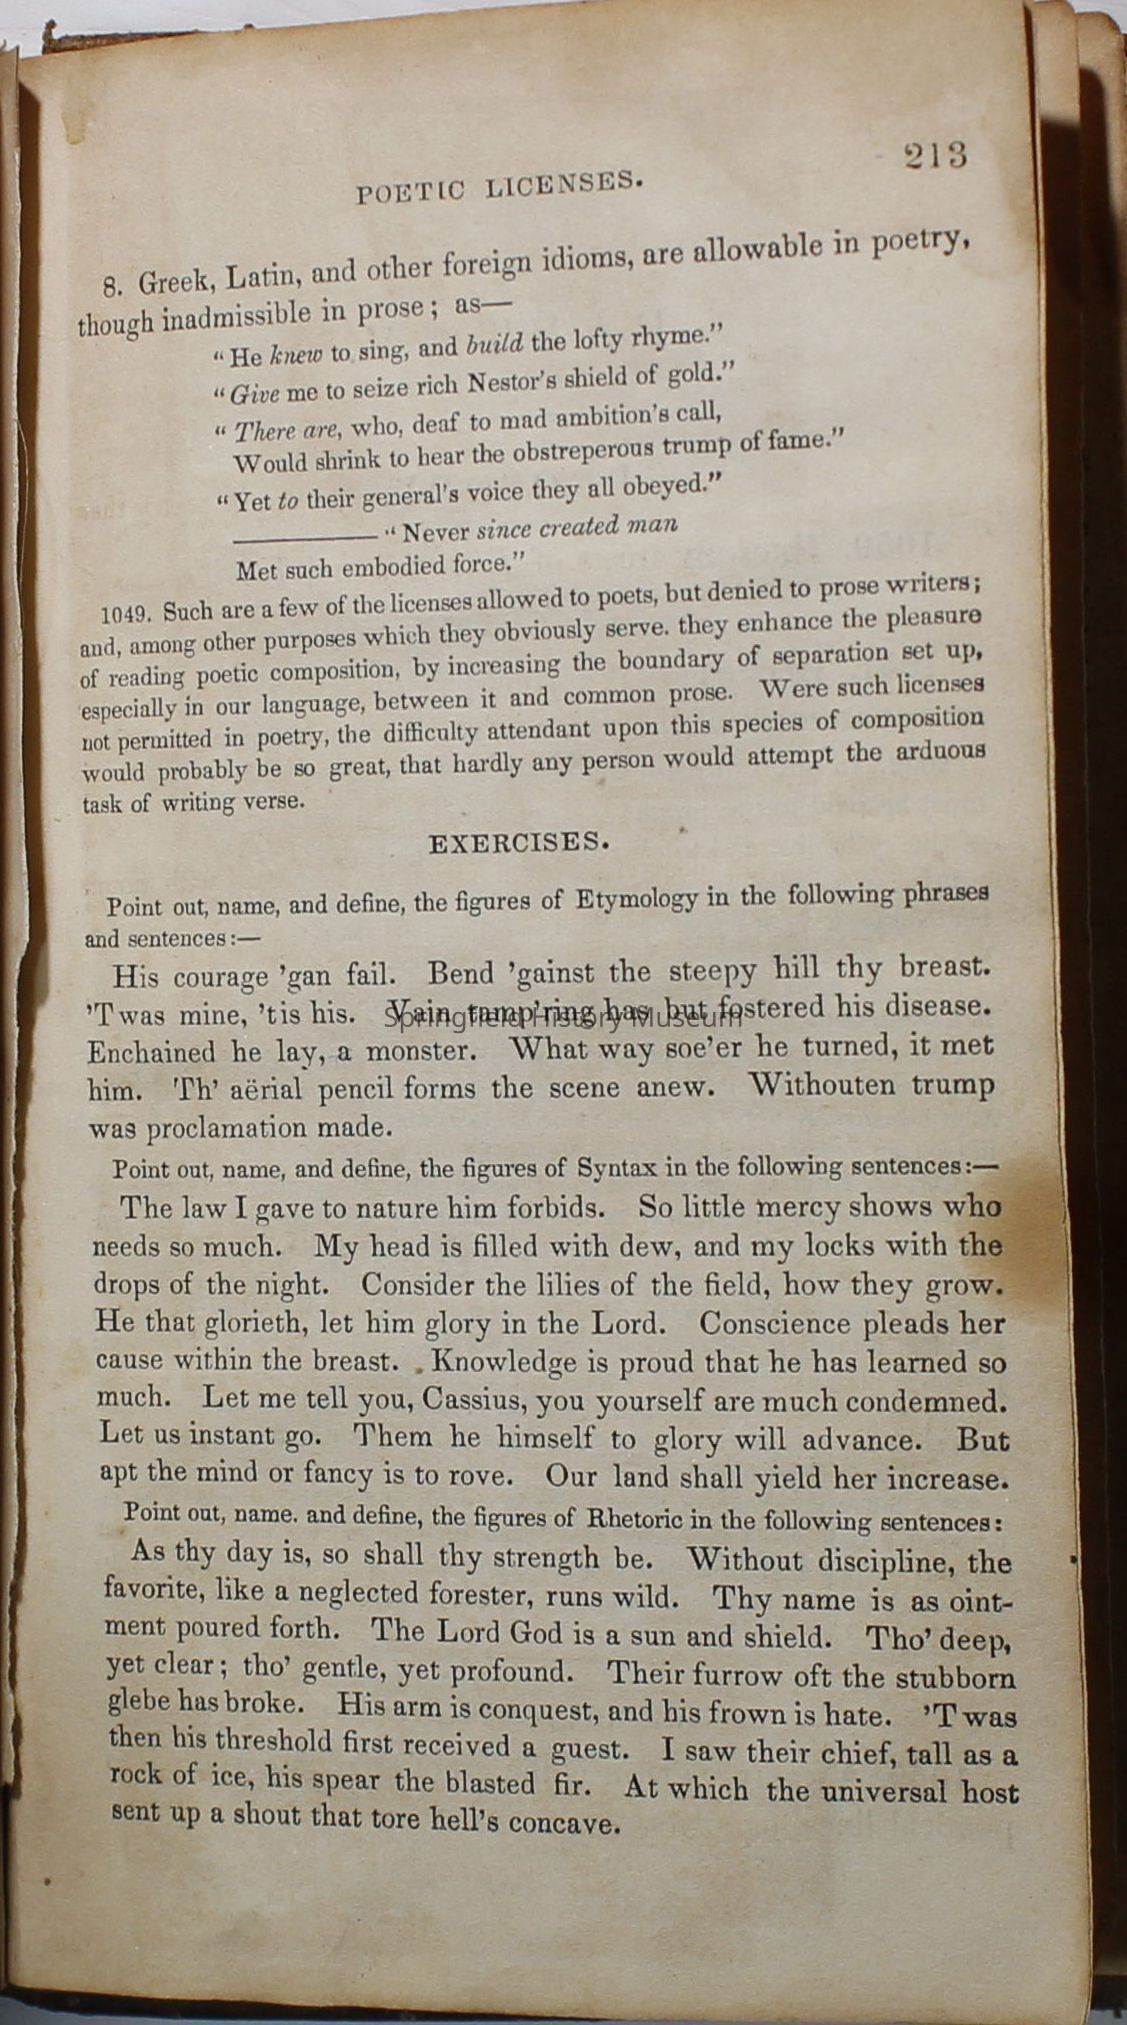 213
POETIC LICENSES.
8. Greek, Latin, and other foreign idioms, are allowable in poetry,
though inadmissible in prose; as—
"He knew to sing, and build the lofty rhyme."
"Give me to seize rich Nestor's shield of gold."
"There are, who, deaf to mad ambition's call,
Would shrink to hear the obstreperous trump of fame."
"Yet to their general's voice they all obeyed."
———— "Never since created man
Met such embodied force."
1049. Such are a few of the licenses allowed to poets, but denied to prose writers;
and, among other purposes which they obviously serve. they enhance the pleasure
of reading poetic composition, by increasing the boundary of separation set up,
especially in our language, between it and common prose. Were such licenses
not permitted in poetry, the difficulty attendant upon this species of composition
would probably be so great, that hardly any person would attempt the arduous
task of writing verse.
EXERCISES.
Point out, name, and define, the figures of Etymology in the following phrases
and sentences:—
His courage 'gan fail. Bend 'gainst the steepy hill thy breast.
'Twas mine, 'tis his. Vain tamp'ring has but fostered his disease.
Springfield History Museum
Enchained he lay, a monster. What way soe'er he turned, it met
him. Th' aërial pencil forms the scene anew. Withouten trump
was proclamation made.
Point out, name, and define, the figures of Syntax in the following sentences:—
The law I gave to nature him forbids. So little mercy shows who
needs so much. My head is filled with dew, and my locks with the
drops of the night. Consider the lilies of the field, how they grow.
He that glorieth, let him glory in the Lord. Conscience pleads her
cause within the breast. Knowledge is proud that he has learned so
much. Let me tell you, Cassius, you yourself are much condemned.
Let us instant go. Them he himself to glory will advance. But
apt the mind or fancy is to rove. Our land shall yield her increase.
Point out, name. and define, the figures of Rhetoric in the following sentences:
As thy day is, so shall thy strength be. Without discipline, the
favorite, like a neglected forester, runs wild. Thy name is as oint-
ment poured forth. The Lord God is a sun and shield. Tho' deep,
yet clear; tho' gentle, yet profound. Their furrow oft the stubborn
glebe has broke. His arm is conquest, and his frown is hate. 'Twas
then his threshold first received a guest. I saw their chief, tall as a
rock of ice, his spear the blasted fir. At which the universal host
sent up a shout that tore hell's concave.